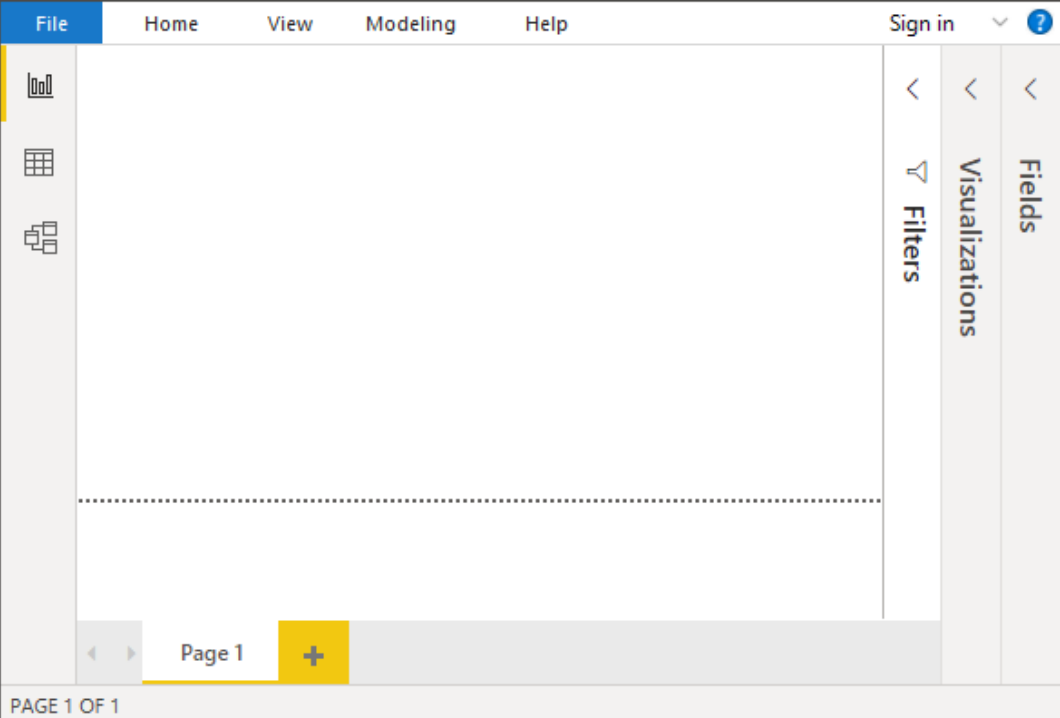 File Home View Modeling Help Sign in ?
Filters
Visualizations
Fields
Page 1 +
PAGE 1 OF 1